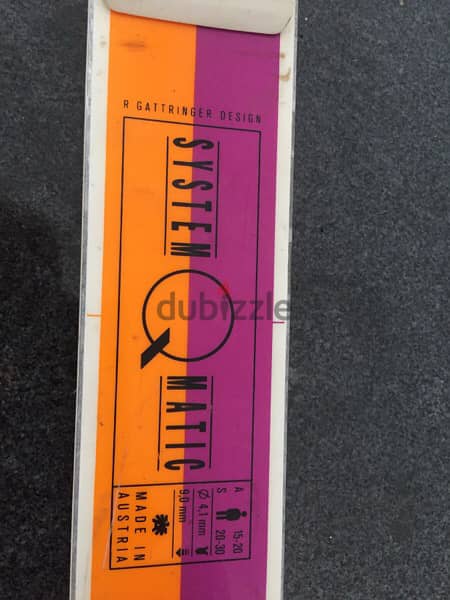 R GATTRINGER DESIGN
SYSTEM
Q
MATIC
A 15-20
S 20-30
Ø 4,1 mm
9,0 mm
MADE IN
AUSTRIA
dubizzle